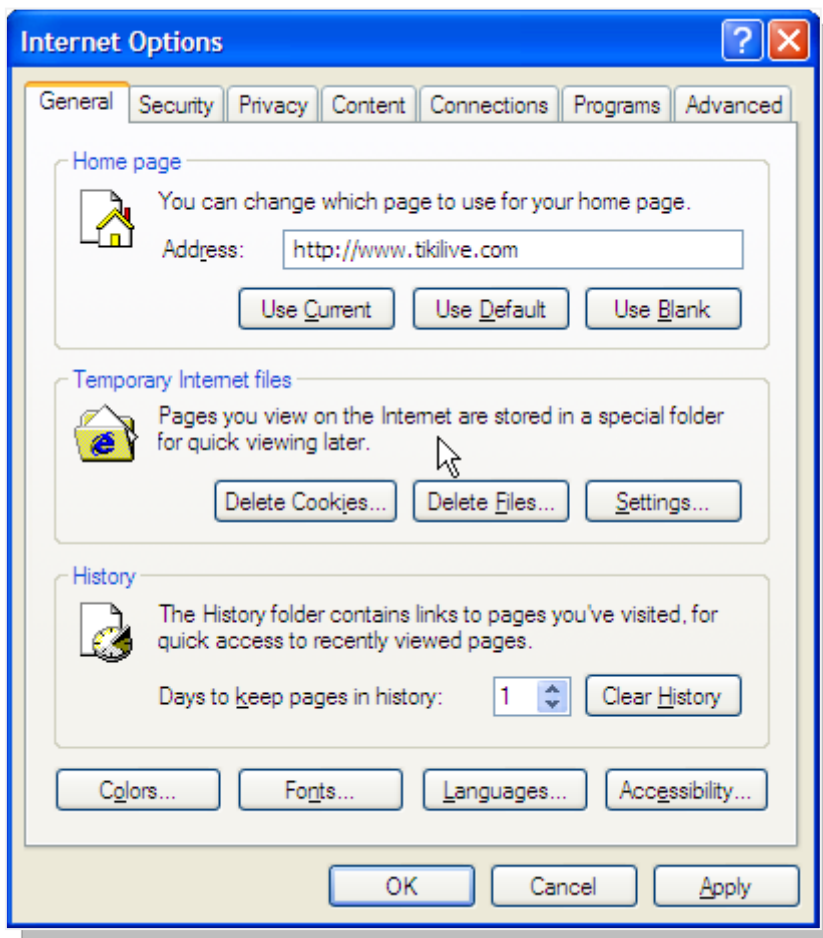 Internet Options
General Security Privacy Content Connections Programs Advanced
Home page
You can change which page to use for your home page.
Address: http://www.tikilive.com
Use Current Use Default Use Blank
Temporary Internet files
Pages you view on the Internet are stored in a special folder
for quick viewing later.
Delete Cookies... Delete Files... Settings...
History
The History folder contains links to pages you've visited, for
quick access to recently viewed pages.
Days to keep pages in history: 1 Clear History
Colors... Fonts... Languages... Accessibility...
OK Cancel Apply